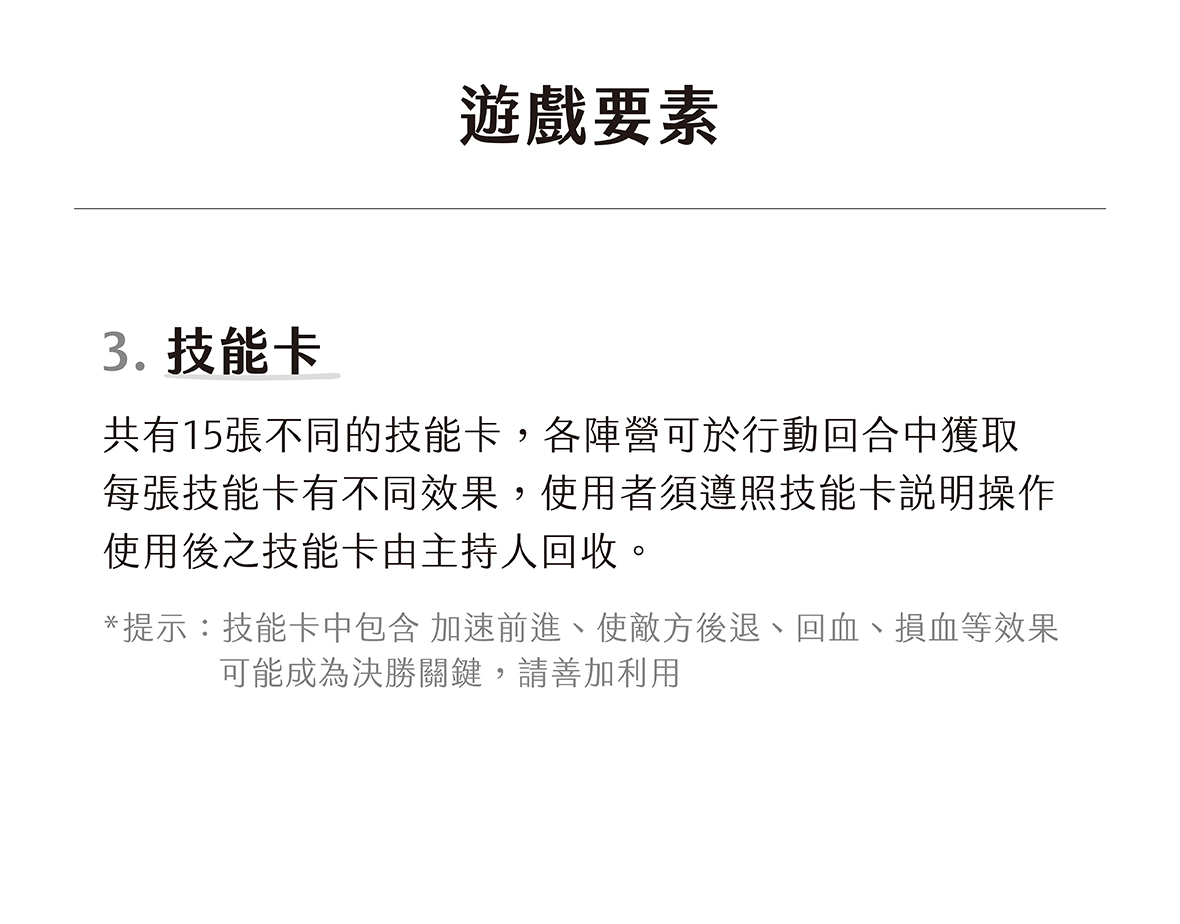 遊戲要素
3. 技能卡
共有15張不同的技能卡，各陣營可於行動回合中獲取
每張技能卡有不同效果，使用者須遵照技能卡說明操作
使用後之技能卡由主持人回收。
*提示：技能卡中包含 加速前進、使敵方後退、回血、損血等效果
可能成為決勝關鍵，請善加利用